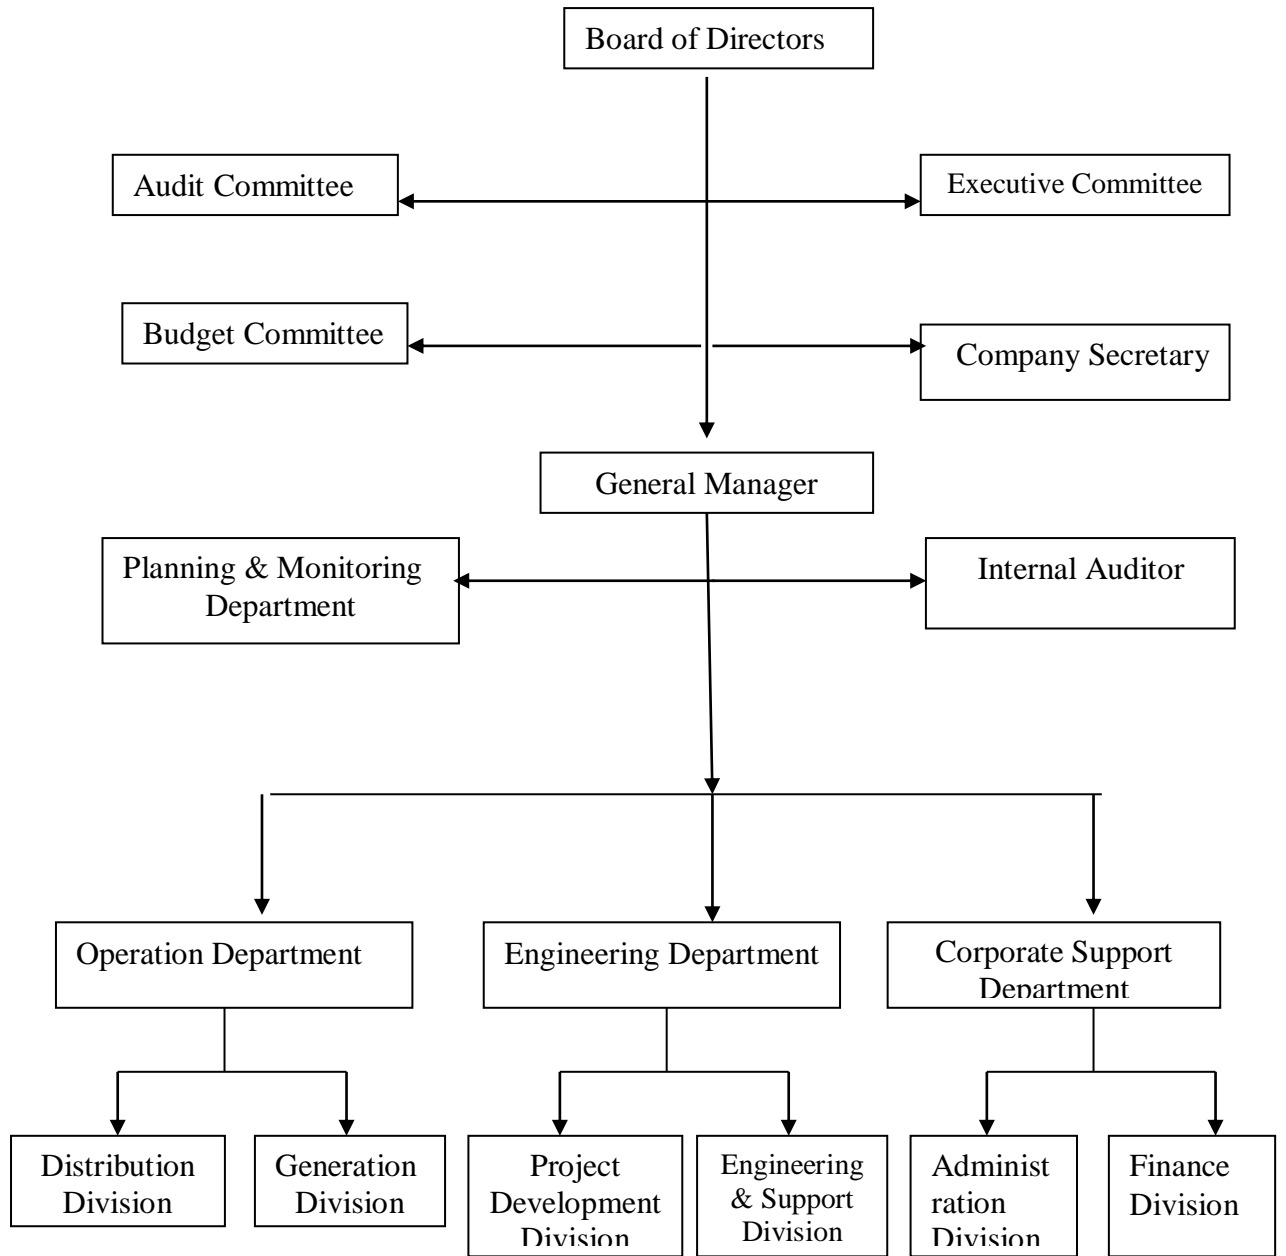 Board of Directors
Audit Committee
Executive Committee
Budget Committee
Company Secretary
General Manager
Planning & Monitoring
Department
Internal Auditor
Operation Department
Engineering Department
Corporate Support
Department
Distribution
Division
Generation
Division
Project
Development
Division
Engineering
& Support
Division
Administ
ration
Division
Finance
Division